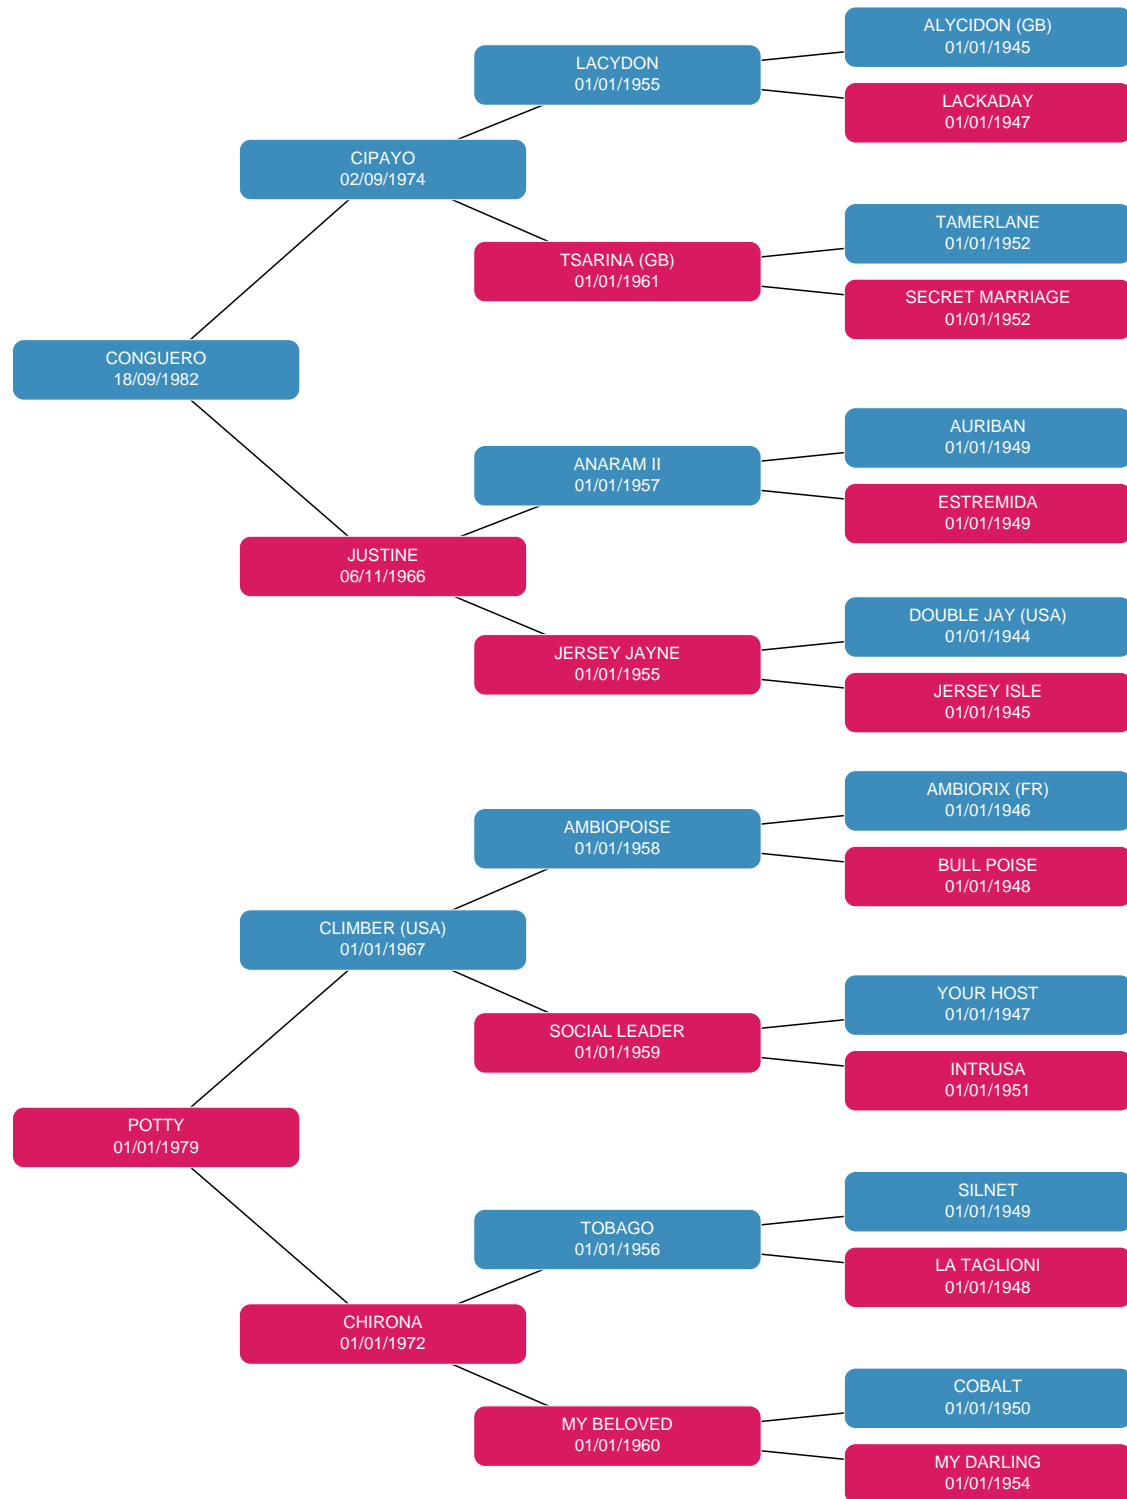 ALYCIDON (GB)
01/01/1945
LACYDON
01/01/1955
LACKADAY
01/01/1947
CIPAYO
02/09/1974
TAMERLANE
01/01/1952
TSARINA (GB)
01/01/1961
SECRET MARRIAGE
01/01/1952
CONGUERO
18/09/1982
AURIBAN
01/01/1949
ANARAM II
01/01/1957
ESTREMIDA
01/01/1949
JUSTINE
06/11/1966
DOUBLE JAY (USA)
01/01/1944
JERSEY JAYNE
01/01/1955
JERSEY ISLE
01/01/1945
AMBIORIX (FR)
01/01/1946
AMBIOPOISE
01/01/1958
BULL POISE
01/01/1948
CLIMBER (USA)
01/01/1967
YOUR HOST
01/01/1947
SOCIAL LEADER
01/01/1959
INTRUSA
01/01/1951
POTTY
01/01/1979
SILNET
01/01/1949
TOBAGO
01/01/1956
LA TAGLIONI
01/01/1948
CHIRONA
01/01/1972
COBALT
01/01/1950
MY BELOVED
01/01/1960
MY DARLING
01/01/1954